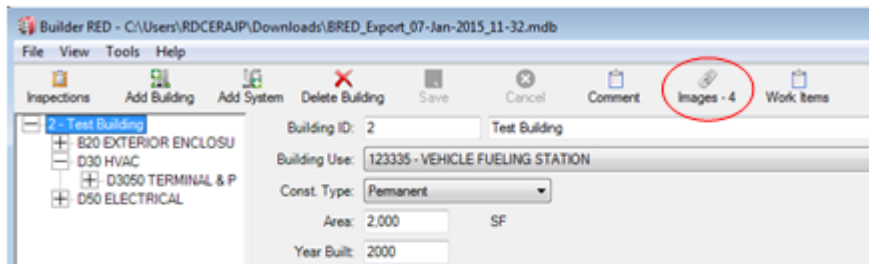 Builder RED - C:\Users\RDCERAJP\Downloads\BRED_Export_07-Jan-2015_11-32.mdb
File View Tools Help
Inspections Add Building Add System Delete Building Save Cancel Comment Images - 4 Work Items
2 - Test Building
B20 EXTERIOR ENCLOSU
D30 HVAC
D3050 TERMINAL & P
D50 ELECTRICAL
Building ID: 2 Test Building
Building Use: 123335 - VEHICLE FUELING STATION
Const. Type: Permanent
Area: 2,000 SF
Year Built: 2000